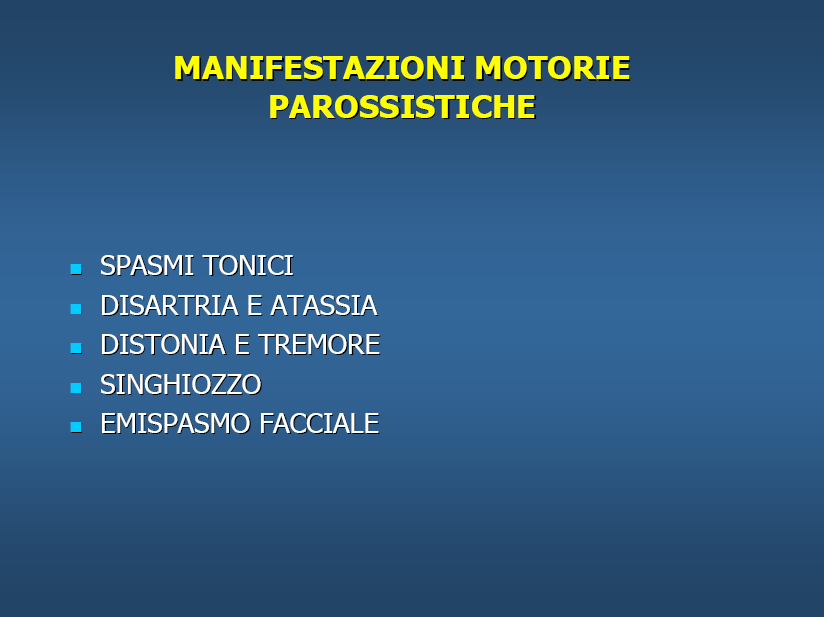 MANIFESTAZIONI MOTORIE
PAROSSISTICHE
SPASMI TONICI
DISARTRIA E ATASSIA
DISTONIA E TREMORE
SINGHIOZZO
EMISPASMO FACCIALE